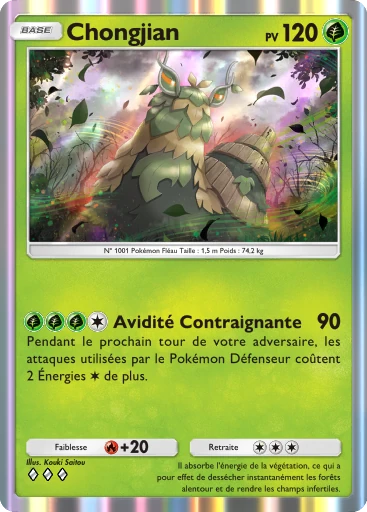 BASE Chongjian PV 120
N° 1001 Pokémon Fléau Taille : 1,5 m Poids : 74,2 kg
Avidité Contraignante 90
Pendant le prochain tour de votre adversaire, les
attaques utilisées par le Pokémon Défenseur coûtent
2 Énergies de plus.
Faiblesse +20 Retraite
Illus. Kouki Saitou
Il absorbe l'énergie de la végétation, ce qui a
pour effet de dessécher instantanément les forêts
alentour et de rendre les champs infertiles.